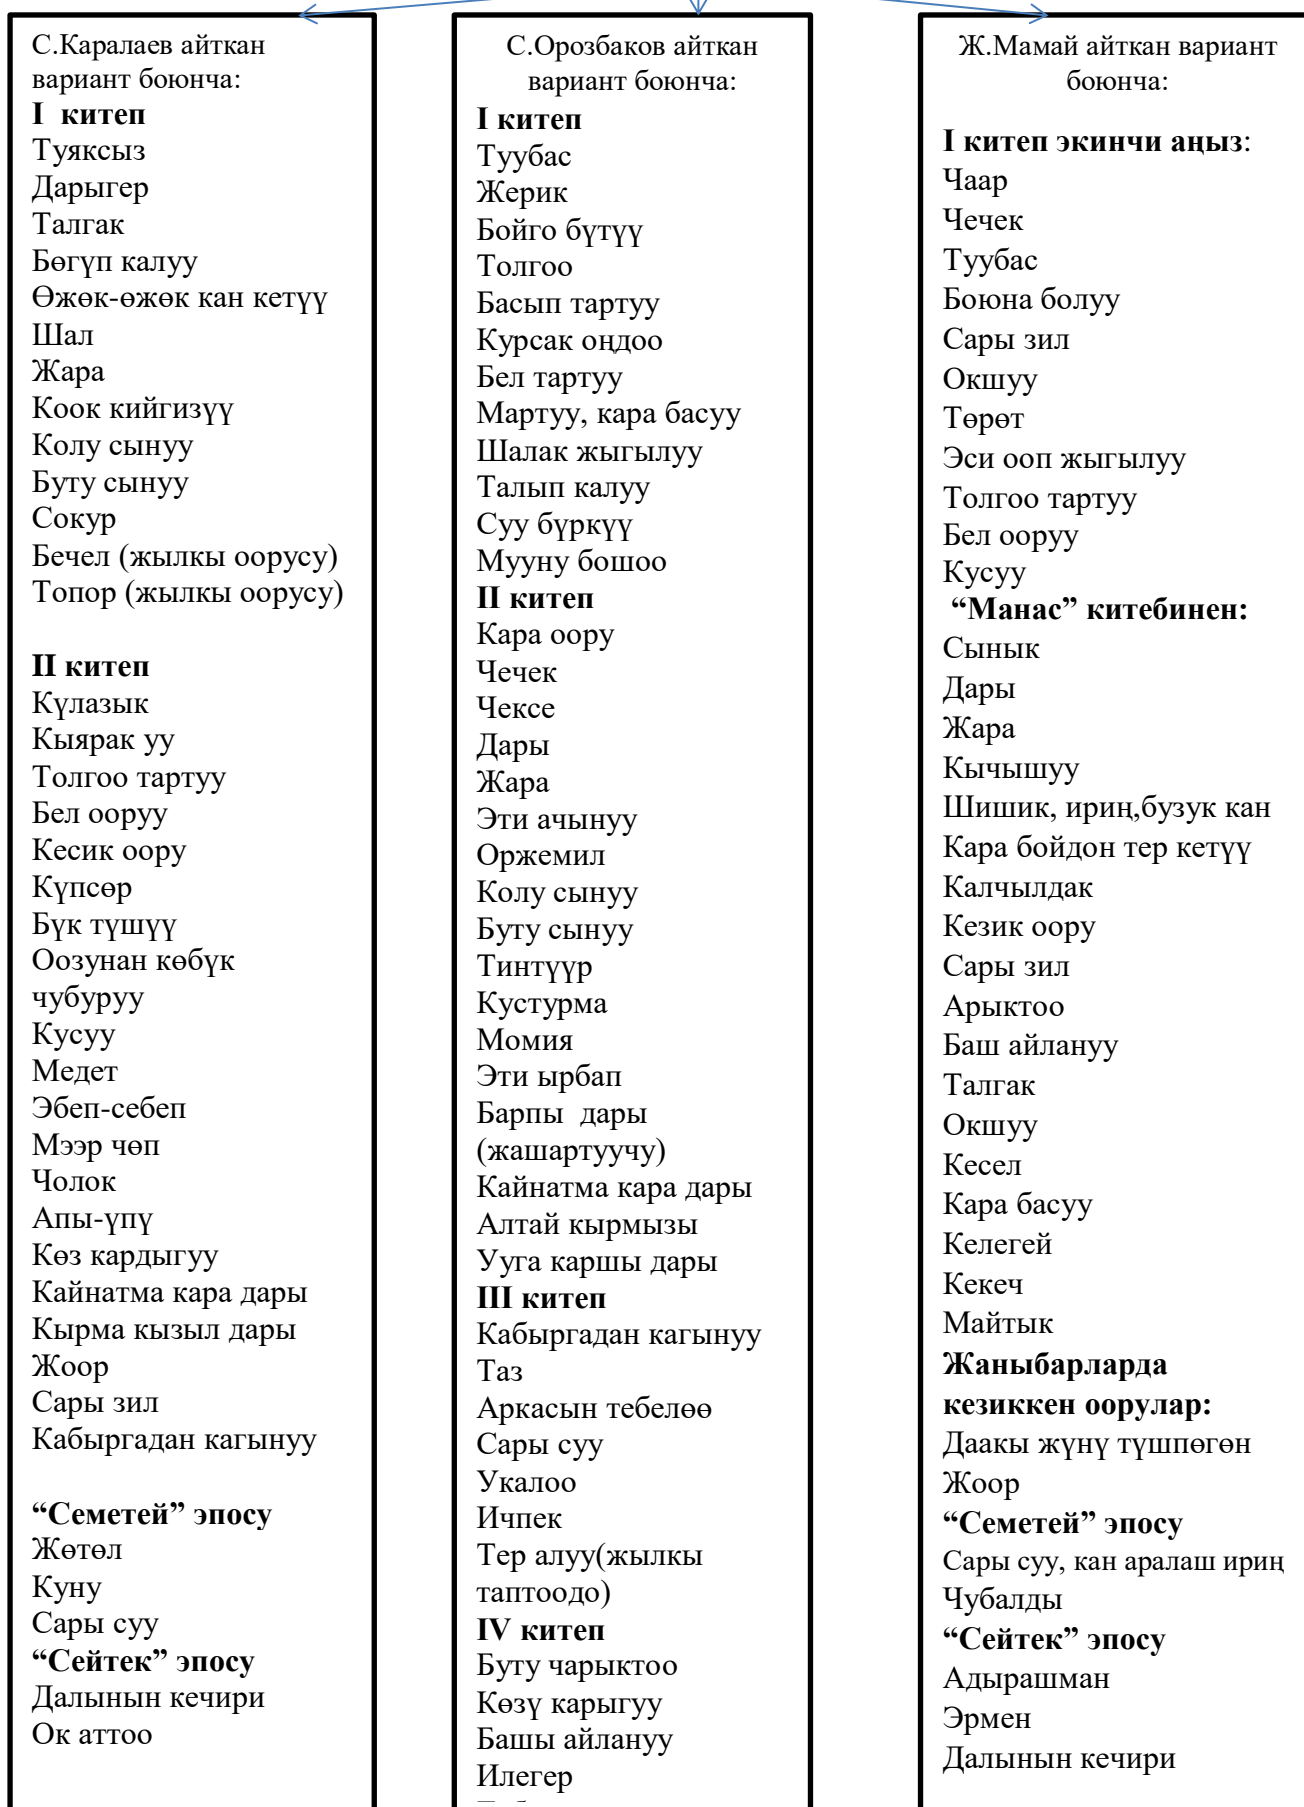 С.Каралаев айткан
вариант боюнча:
I китеп
Туяксыз
Дарыгер
Талгак
Бөгүп калуу
Өжөк-өжөк кан кетүү
Шал
Жара
Коок кийгизүү
Колу сынуу
Буту сынуу
Сокур
Бечел (жылкы оорусу)
Топор (жылкы оорусу)
II китеп
Күлазык
Кыярак уу
Толгоо тартуу
Бел ооруу
Кесик оору
Күпсөр
Бүк түшүү
Оозунан көбүк
чубуруу
Кусуу
Медет
Эбеп-себеп
Мээр чөп
Чолок
Апы-үпү
Көз кардыгуу
Кайнатма кара дары
Кырма кызыл дары
Жоор
Сары зил
Кабыргадан кагынуу
“Семетей” эпосу
Жөтөл
Куну
Сары суу
“Сейтек” эпосу
Далынын кечири
Ок аттоо
С.Орозбаков айткан
вариант боюнча:
I китеп
Туубас
Жерик
Бойго бүтүү
Толгоо
Басып тартуу
Курсак оңдоо
Бел тартуу
Мартуу, кара басуу
Шалак жыгылуу
Талып калуу
Суу бүркүү
Мууну бошоо
II китеп
Кара оору
Чечек
Чексе
Дары
Жара
Эти ачынуу
Оржемил
Колу сынуу
Буту сынуу
Тинтүүр
Кустурма
Момия
Эти ырбап
Барпы дары
(жашартуучу)
Кайнатма кара дары
Алтай кырмызы
Ууга каршы дары
III китеп
Кабыргадан кагынуу
Таз
Аркасын тебелөө
Сары суу
Укалоо
Ичпек
Тер алуу(жылкы
таптоодо)
IV китеп
Буту чарыктоо
Көзү карыгуу
Башы айлануу
Илегер
Ж.Мамай айткан вариант
боюнча:
I китеп экинчи аңыз:
Чаар
Чечек
Туубас
Боюна болуу
Сары зил
Окшуу
Төрөт
Эси ооп жыгылуу
Толгоо тартуу
Бел ооруу
Кусуу
“Манас” китебинен:
Сынык
Дары
Жара
Кычышуу
Шишик, ириң,бузук кан
Кара бойдон тер кетүү
Калчылдак
Кезик оору
Сары зил
Арыктоо
Баш айлануу
Талгак
Окшуу
Кесел
Кара басуу
Келегей
Кекеч
Майтык
Жаныбарларда
кезиккен оорулар:
Даакы жүнү түшпөгөн
Жоор
“Семетей” эпосу
Сары суу, кан аралаш ириң
Чубалды
“Сейтек” эпосу
Адырашман
Эрмен
Далынын кечири